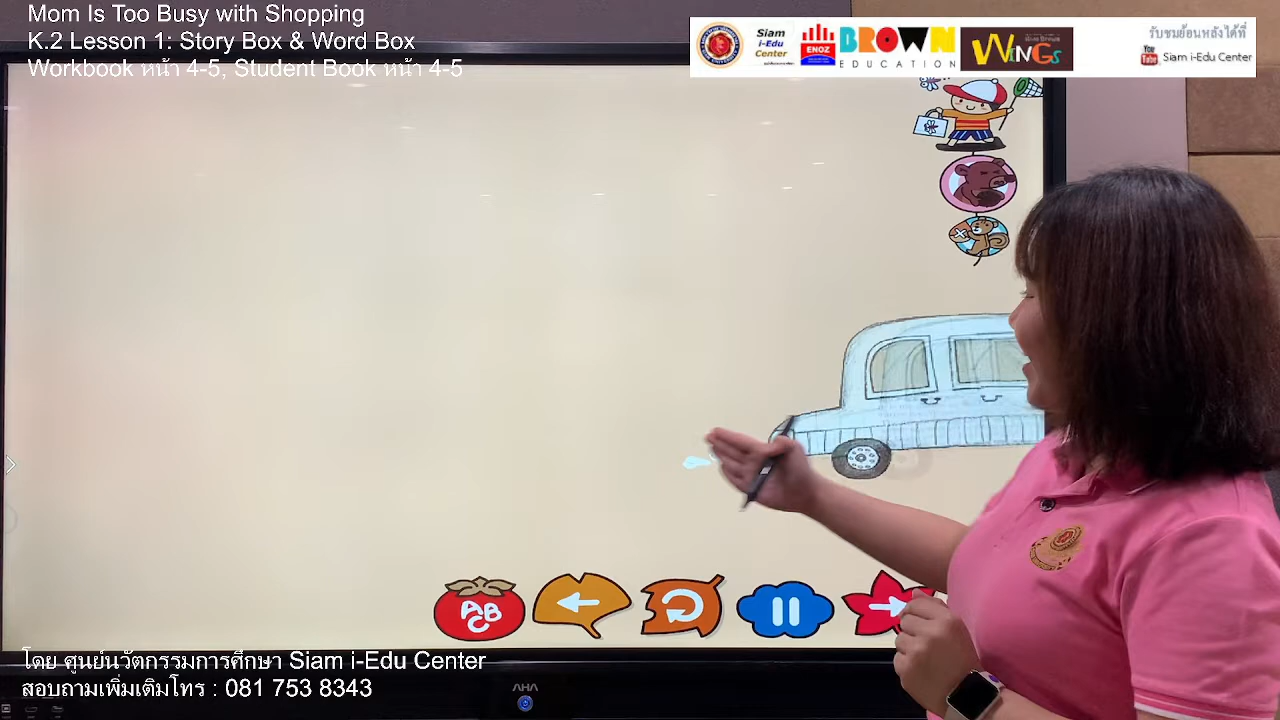 Mom Is Too Busy with Shopping
K.2 Lesson 1: Story Box & Word Box
Workbook หน้า 4-5, Student Book หน้า 4-5
Siam
i-Edu
Center
ENOZ
BROWN
EDUCATION
WINGS
รับชมย้อนหลังได้ที่
You
Tube
Siam i-Edu Center
ABC
โดย ศูนย์นวัตกรรมการศึกษา Siam i-Edu Center
สอบถามเพิ่มเติมโทร : 081 753 8343
AHA